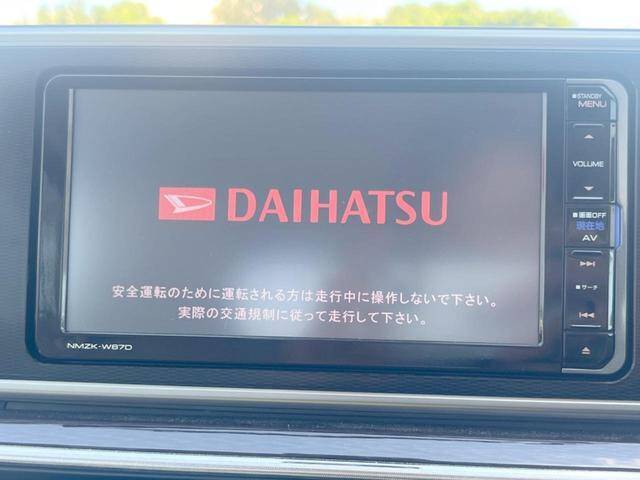 ■STANDBY
MENU
VOLUME
■画面OFF
現在地
AV
■サーチ
DAIHATSU
安全運転のために運転される方は走行中に操作しないで下さい。
実際の交通規制に従って走行して下さい。
NMZK-W67D